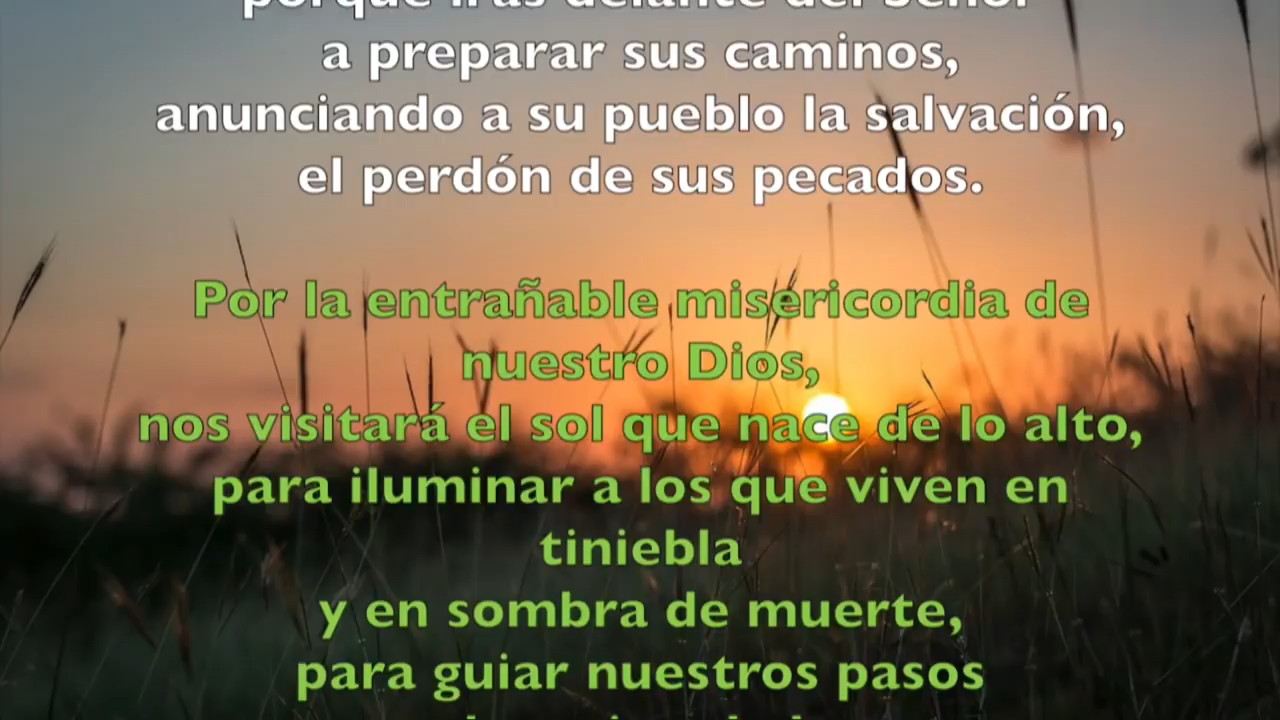 porque irás delante del Señor
a preparar sus caminos,
anunciando a su pueblo la salvación,
el perdón de sus pecados.
Por la entrañable misericordia de
nuestro Dios,
nos visitará el sol que nace de lo alto,
para iluminar a los que viven en
tiniebla
y en sombra de muerte,
para guiar nuestros pasos